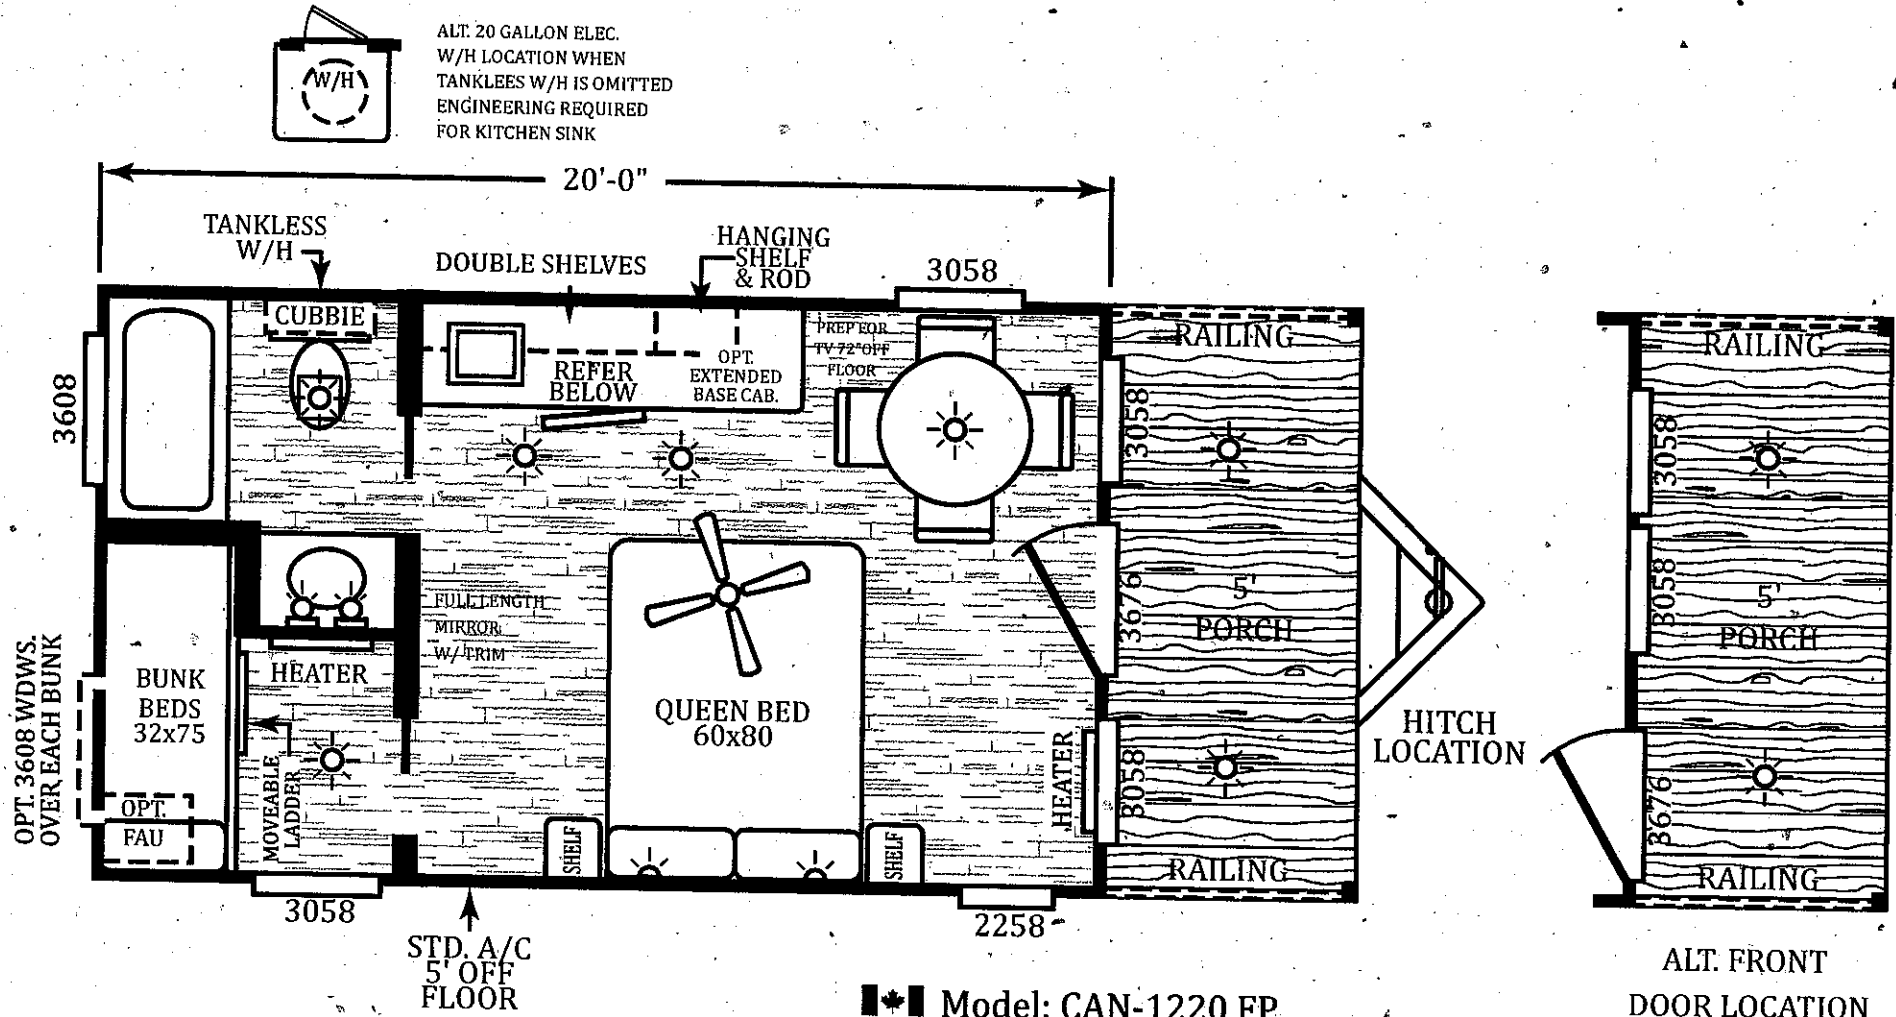 ALT. 20 GALLON ELEC.
W/H LOCATION WHEN
TANKLEES W/H IS OMITTED
ENGINEERING REQUIRED
FOR KITCHEN SINK
W/H
20'-0"
TANKLESS
W/H
DOUBLE SHELVES
HANGING
SHELF
& ROD
3058
CUBBIE
REFER
BELOW
OPT.
EXTENDED
BASE CAB.
PREP FOR
TV 72"OFF
FLOOR
RAILING
3608
3058
FULL LENGTH
MIRROR
W/ TRIM
3676
5'
PORCH
HITCH
LOCATION
OPT. 3608 WDWS.
OVER EACH BUNK
BUNK
BEDS
32x75
HEATER
MOVEABLE
LADDER
OPT.
FAU
QUEEN BED
60x80
SHELF
SHELF
HEATER
3058
RAILING
3058
2258
STD. A/C
5' OFF
FLOOR
RAILING
3058
3058
5'
PORCH
3676
RAILING
ALT. FRONT
DOOR LOCATION
Model: CAN-1220 FP